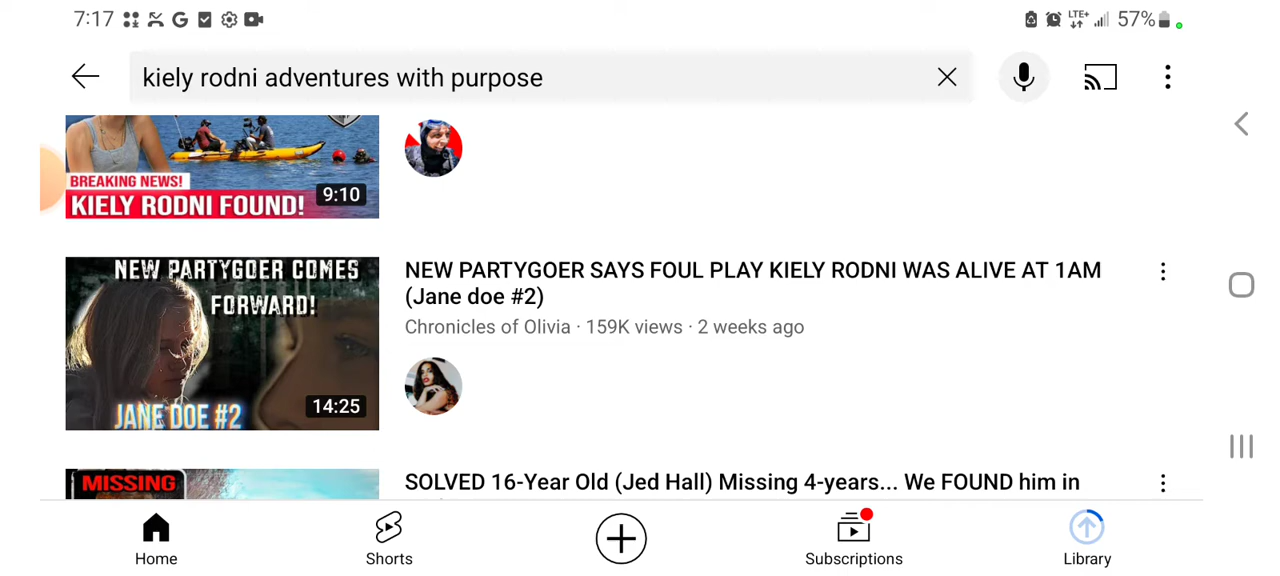 7:17
LTE+
57%
kiely rodni adventures with purpose
BREAKING NEWS!
KIELY RODNI FOUND!
9:10
NEW PARTYGOER COMES
FORWARD!
JANE DOE #2
14:25
NEW PARTYGOER SAYS FOUL PLAY KIELY RODNI WAS ALIVE AT 1AM
(Jane doe #2)
Chronicles of Olivia · 159K views · 2 weeks ago
MISSING
SOLVED 16-Year Old (Jed Hall) Missing 4-years... We FOUND him in
Home
Shorts
Subscriptions
Library